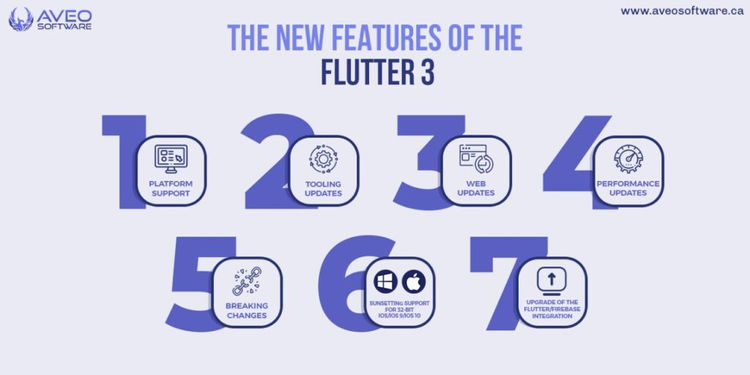 AVEO
SOFTWARE
www.aveosoftware.ca
THE NEW FEATURES OF THE
FLUTTER 3
1
PLATFORM
SUPPORT
2
TOOLING
UPDATES
3
WEB
UPDATES
4
PERFORMANCE
UPDATES
5
BREAKING
CHANGES
6
SUNSETTING SUPPORT
FOR 32-BIT
IOS/IOS 9/IOS 10
7
UPGRADE OF THE
FLUTTER/FIREBASE
INTEGRATION